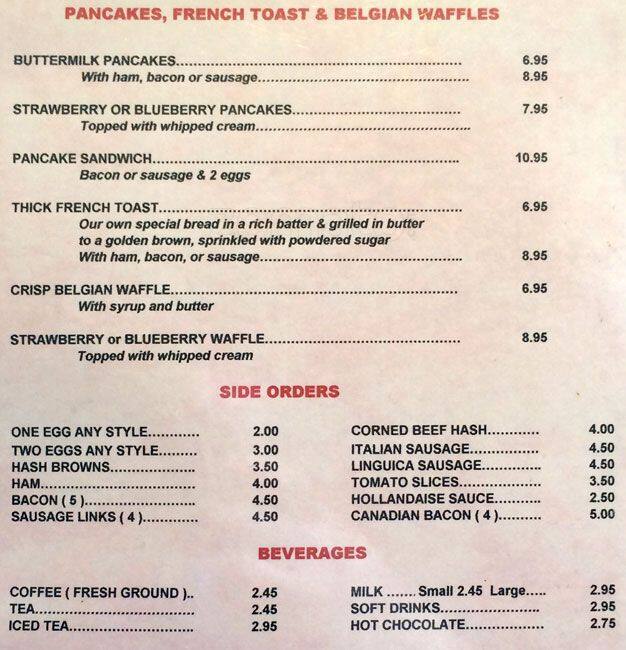 PANCAKES, FRENCH TOAST & BELGIAN WAFFLES
BUTTERMILK PANCAKES................................................................ 6.95
With ham, bacon or sausage............................................... 8.95
STRAWBERRY OR BLUEBERRY PANCAKES...................................... 7.95
Topped with whipped cream................................................
PANCAKE SANDWICH..................................................................... 10.95
Bacon or sausage & 2 eggs
THICK FRENCH TOAST.................................................................... 6.95
Our own special bread in a rich batter & grilled in butter
to a golden brown, sprinkled with powdered sugar
With ham, bacon, or sausage.............................................. 8.95
CRISP BELGIAN WAFFLE................................................................ 6.95
With syrup and butter
STRAWBERRY or BLUEBERRY WAFFLE............................................ 8.95
Topped with whipped cream
SIDE ORDERS
ONE EGG ANY STYLE............ 2.00
TWO EGGS ANY STYLE......... 3.00
HASH BROWNS.................... 3.50
HAM.................................... 4.00
BACON ( 5 )......................... 4.50
SAUSAGE LINKS ( 4 )............. 4.50
CORNED BEEF HASH............ 4.00
ITALIAN SAUSAGE................ 4.50
LINGUICA SAUSAGE.............. 4.50
TOMATO SLICES................... 3.50
HOLLANDAISE SAUCE........... 2.50
CANADIAN BACON ( 4 ).......... 5.00
BEVERAGES
COFFEE ( FRESH GROUND ).. 2.45
TEA..................................... 2.45
ICED TEA............................. 2.95
MILK ....... Small 2.45 Large..... 2.95
SOFT DRINKS....................... 2.95
HOT CHOCOLATE.................. 2.75